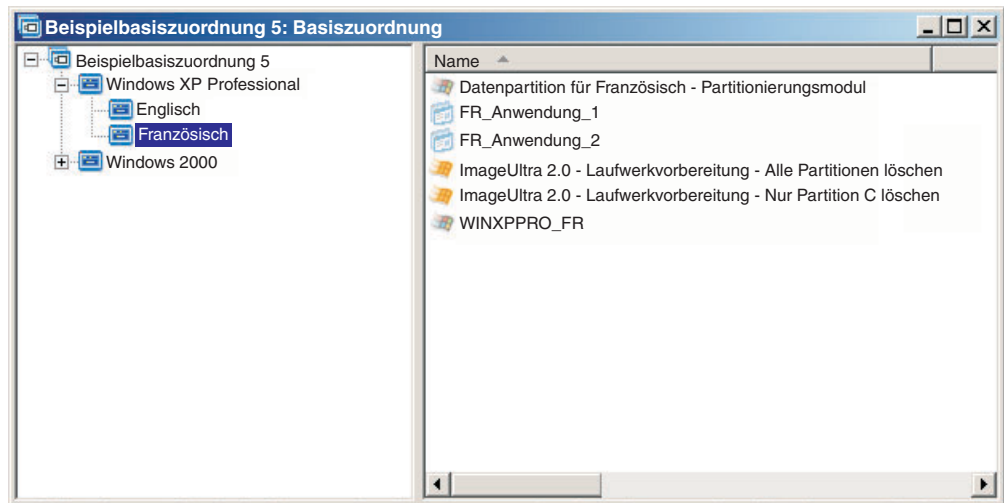 Beispielbasiszuordnung 5: Basiszuordnung
Beispielbasiszuordnung 5
Windows XP Professional
Englisch
Französisch
Windows 2000
Name
Datenpartition für Französisch - Partitionierungsmodul
FR_Anwendung_1
FR_Anwendung_2
ImageUltra 2.0 - Laufwerkvorbereitung - Alle Partitionen löschen
ImageUltra 2.0 - Laufwerkvorbereitung - Nur Partition C löschen
WINXPPRO_FR